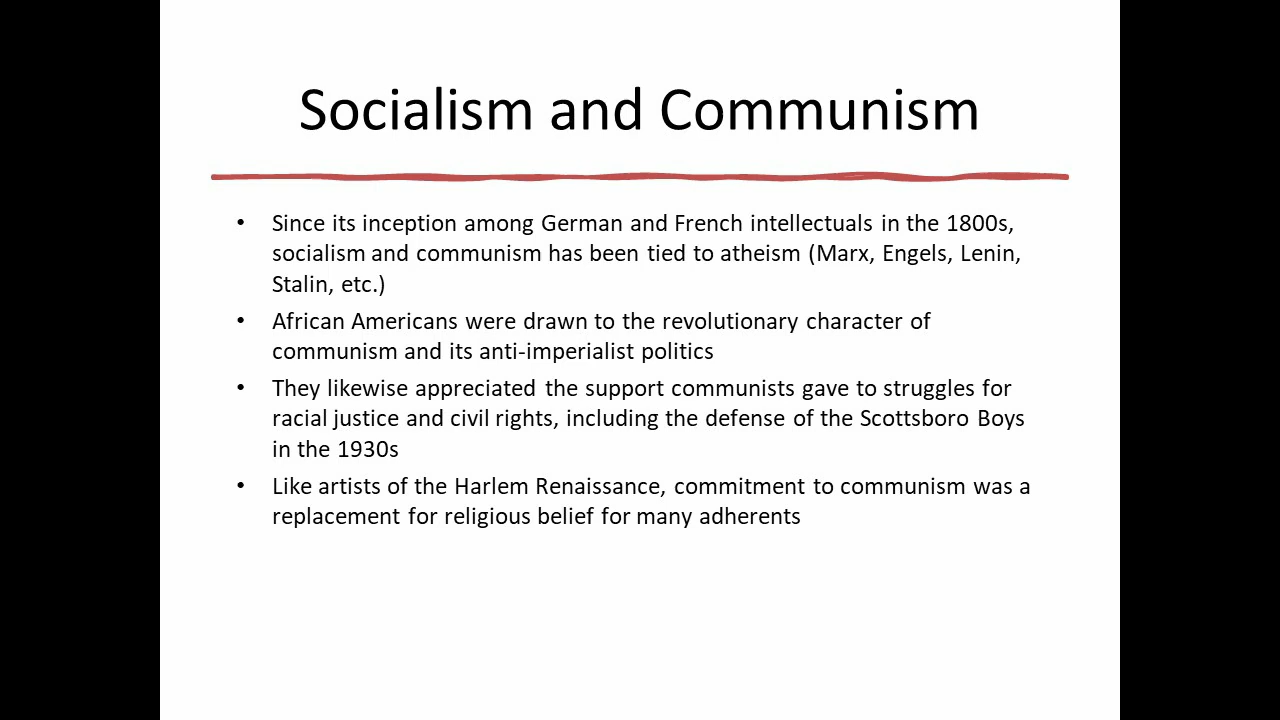 Socialism and Communism
• Since its inception among German and French intellectuals in the 1800s,
socialism and communism has been tied to atheism (Marx, Engels, Lenin,
Stalin, etc.)
• African Americans were drawn to the revolutionary character of
communism and its anti-imperialist politics
• They likewise appreciated the support communists gave to struggles for
racial justice and civil rights, including the defense of the Scottsboro Boys
in the 1930s
• Like artists of the Harlem Renaissance, commitment to communism was a
replacement for religious belief for many adherents